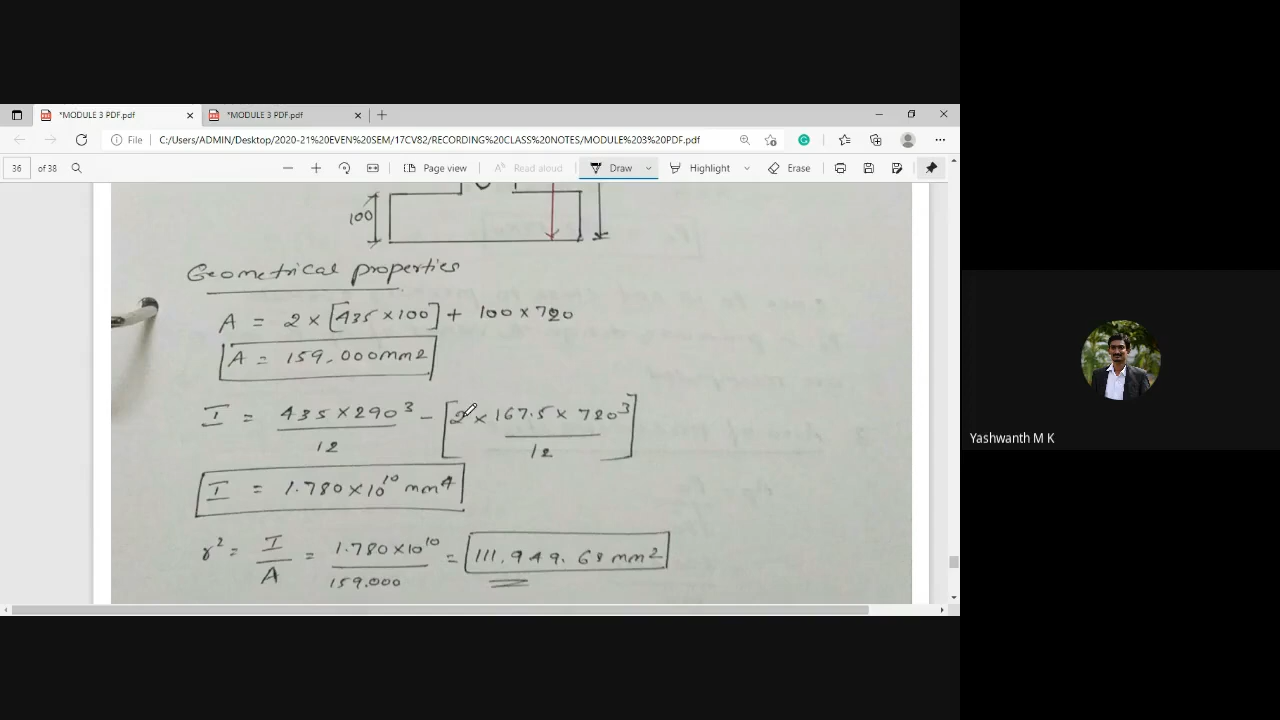 *MODULE 3 PDF.pdf
*MODULE 3 PDF.pdf
File
C:/Users/ADMIN/Desktop/2020-21%20EVEN%20SEM/17CV82/RECORDING%20CLASS%20NOTES/MODULE%203%20PDF.pdf
36 of 38
Page view
Read aloud
Draw
Highlight
Erase
100
Geometrical properties
A = 2 × [435 × 100] + 100 × 720
A = 159.000mm2
I = 435 × 290³ / 12 - [2 × 167.5 × 720³ / 12]
I = 1.780 × 10¹⁰ mm4
r² = I / A = 1.780 × 10¹⁰ / 159.000 = 111.949.68 mm2
Yashwanth M K